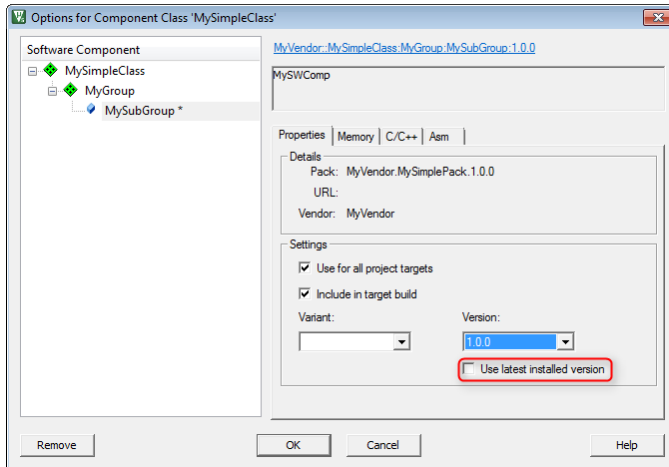 Options for Component Class 'MySimpleClass'
Software Component
MySimpleClass
MyGroup
MySubGroup *
MyVendor::MySimpleClass:MyGroup:MySubGroup:1.0.0
MySWComp
Properties Memory C/C++ Asm
Details
Pack: MyVendor.MySimplePack.1.0.0
URL:
Vendor: MyVendor
Settings
Use for all project targets
Include in target build
Variant: Version:
1.0.0
Use latest installed version
Remove OK Cancel Help